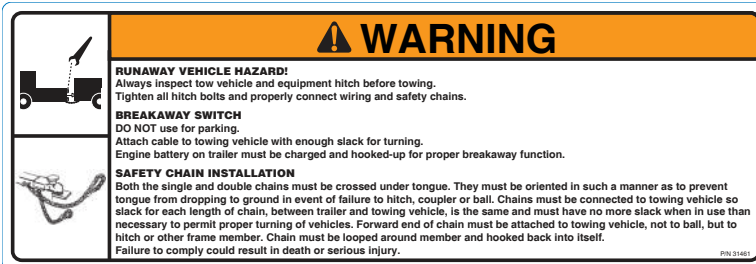 WARNING
RUNAWAY VEHICLE HAZARD!
Always inspect tow vehicle and equipment hitch before towing.
Tighten all hitch bolts and properly connect wiring and safety chains.
BREAKAWAY SWITCH
DO NOT use for parking.
Attach cable to towing vehicle with enough slack for turning.
Engine battery on trailer must be charged and hooked-up for proper breakaway function.
SAFETY CHAIN INSTALLATION
Both the single and double chains must be crossed under tongue. They must be oriented in such a manner as to prevent
tongue from dropping to ground in event of failure to hitch, coupler or ball. Chains must be connected to towing vehicle so
slack for each length of chain, between trailer and towing vehicle, is the same and must have no more slack when in use than
necessary to permit proper turning of vehicles. Forward end of chain must be attached to towing vehicle, not to ball, but to
hitch or other frame member. Chain must be looped around member and hooked back into itself.
Failure to comply could result in death or serious injury.
P/N 31461